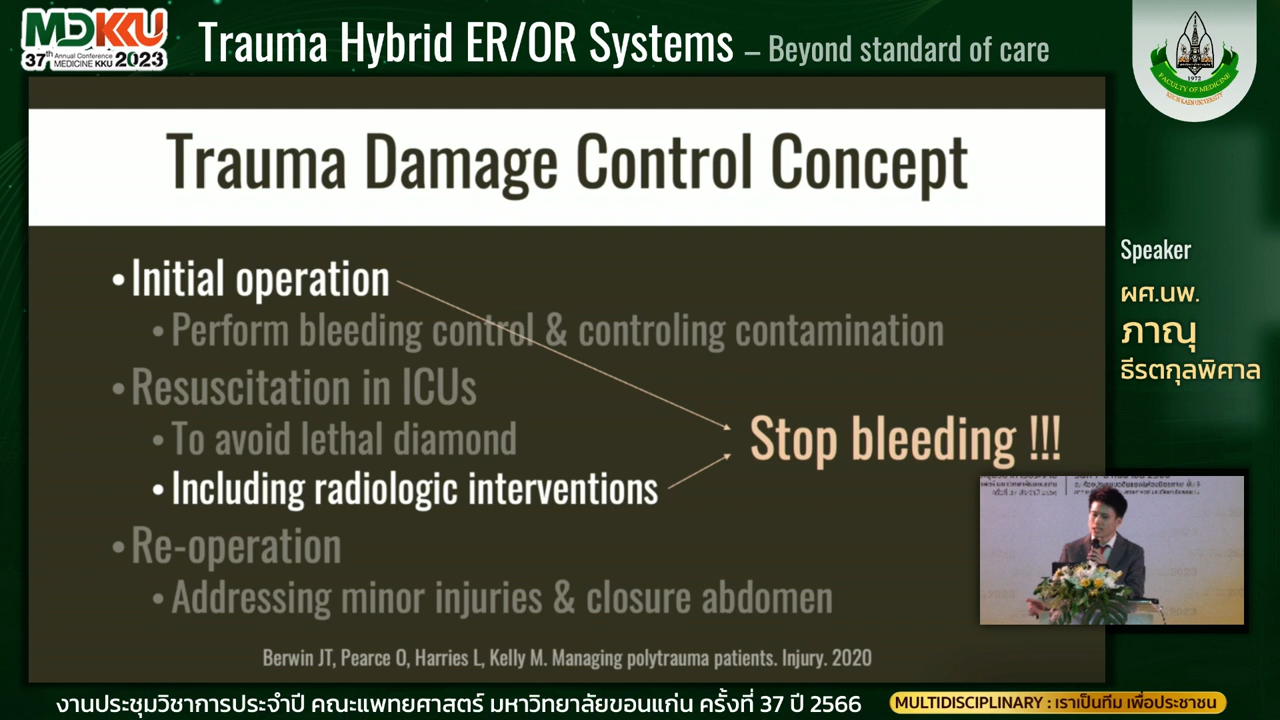 MDKKU
37th Annual Conference
MEDICINE KKU 2023
Trauma Hybrid ER/OR Systems – Beyond standard of care
1972
FACULTY OF MEDICINE
KHON KAEN UNIVERSITY
Trauma Damage Control Concept
• Initial operation
• Perform bleeding control & controling contamination
• Resuscitation in ICUs
• To avoid lethal diamond
• Including radiologic interventions
Stop bleeding !!!
• Re-operation
• Addressing minor injuries & closure abdomen
Berwin JT, Pearce O, Harries L, Kelly M. Managing polytrauma patients. Injury. 2020
Speaker
ผศ.นพ.
ภาณุ
ธีรตกุลพิศาล
งานประชุมวิชาการประจำปี คณะแพทยศาสตร์ มหาวิทยาลัยขอนแก่น ครั้งที่ 37 ปี 2566
MULTIDISCIPLINARY : เราเป็นทีม เพื่อประชาชน